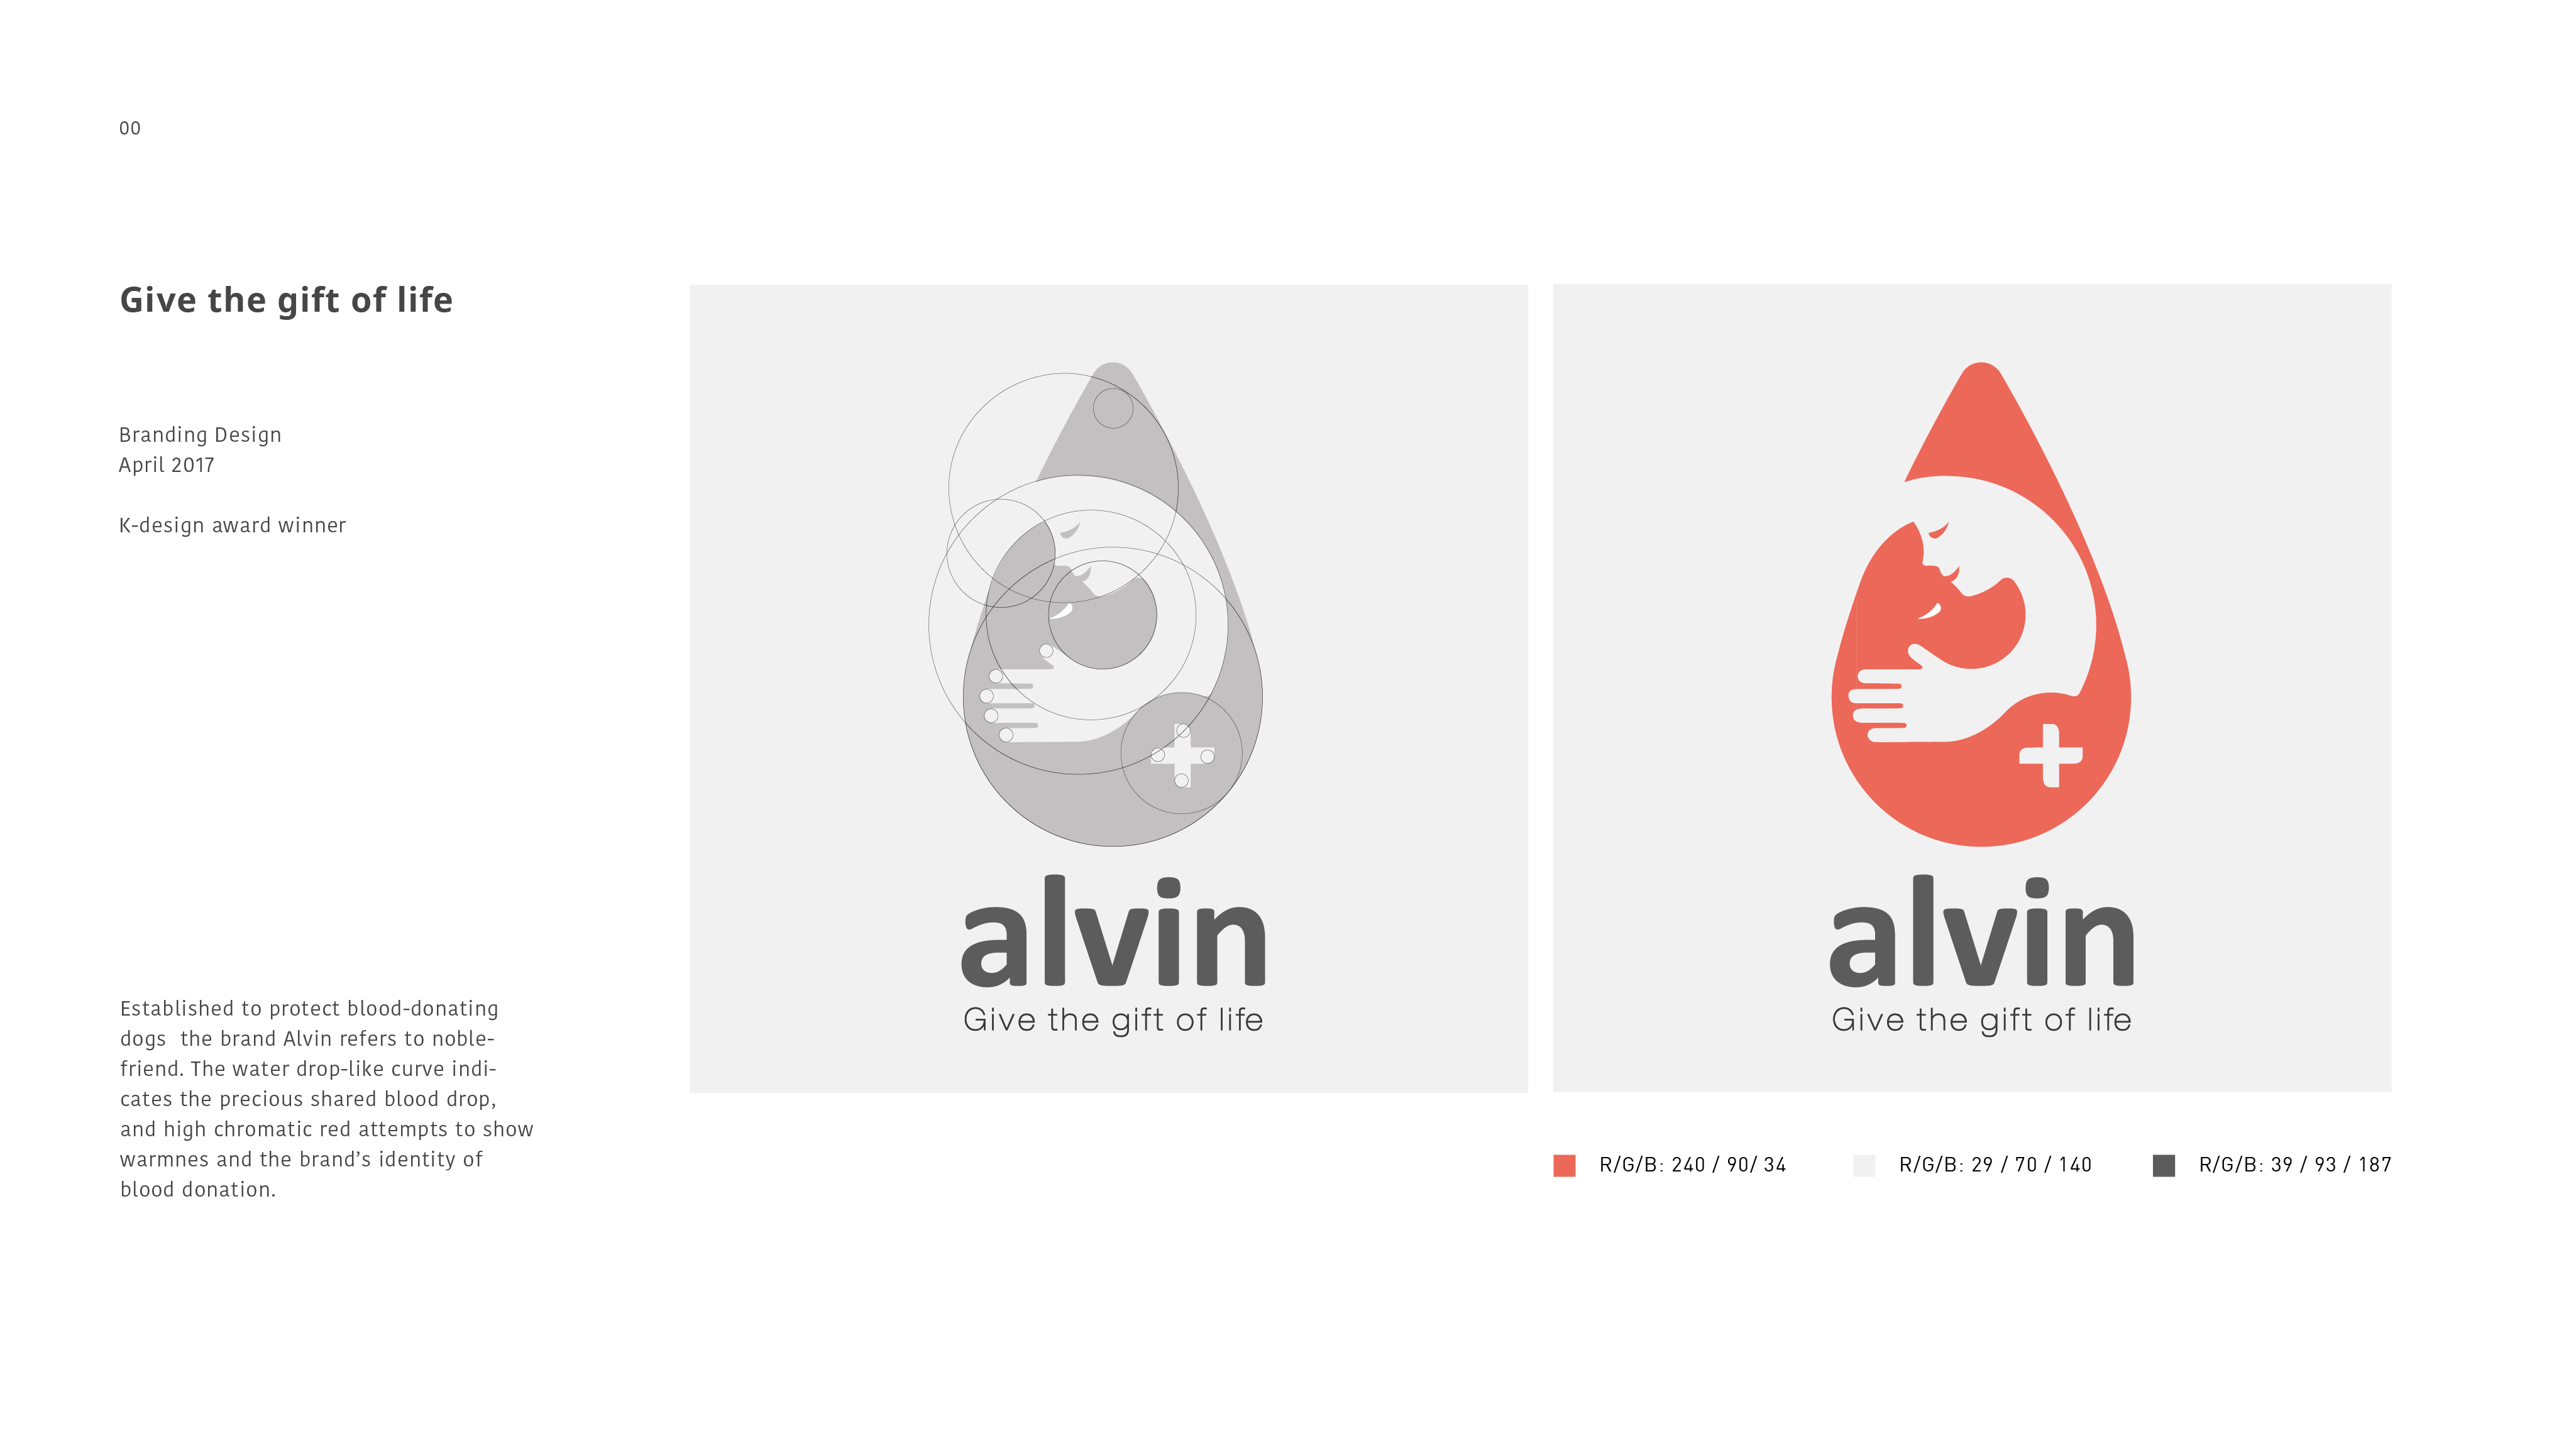 00
Give the gift of life
Branding Design
April 2017
K-design award winner
Established to protect blood-donating
dogs  the brand Alvin refers to noble-
friend. The water drop-like curve indi-
cates the precious shared blood drop,
and high chromatic red attempts to show
warmnes and the brand’s identity of
blood donation.
alvin
Give the gift of life
alvin
Give the gift of life
R/G/B: 240 / 90/ 34
R/G/B: 29 / 70 / 140
R/G/B: 39 / 93 / 187